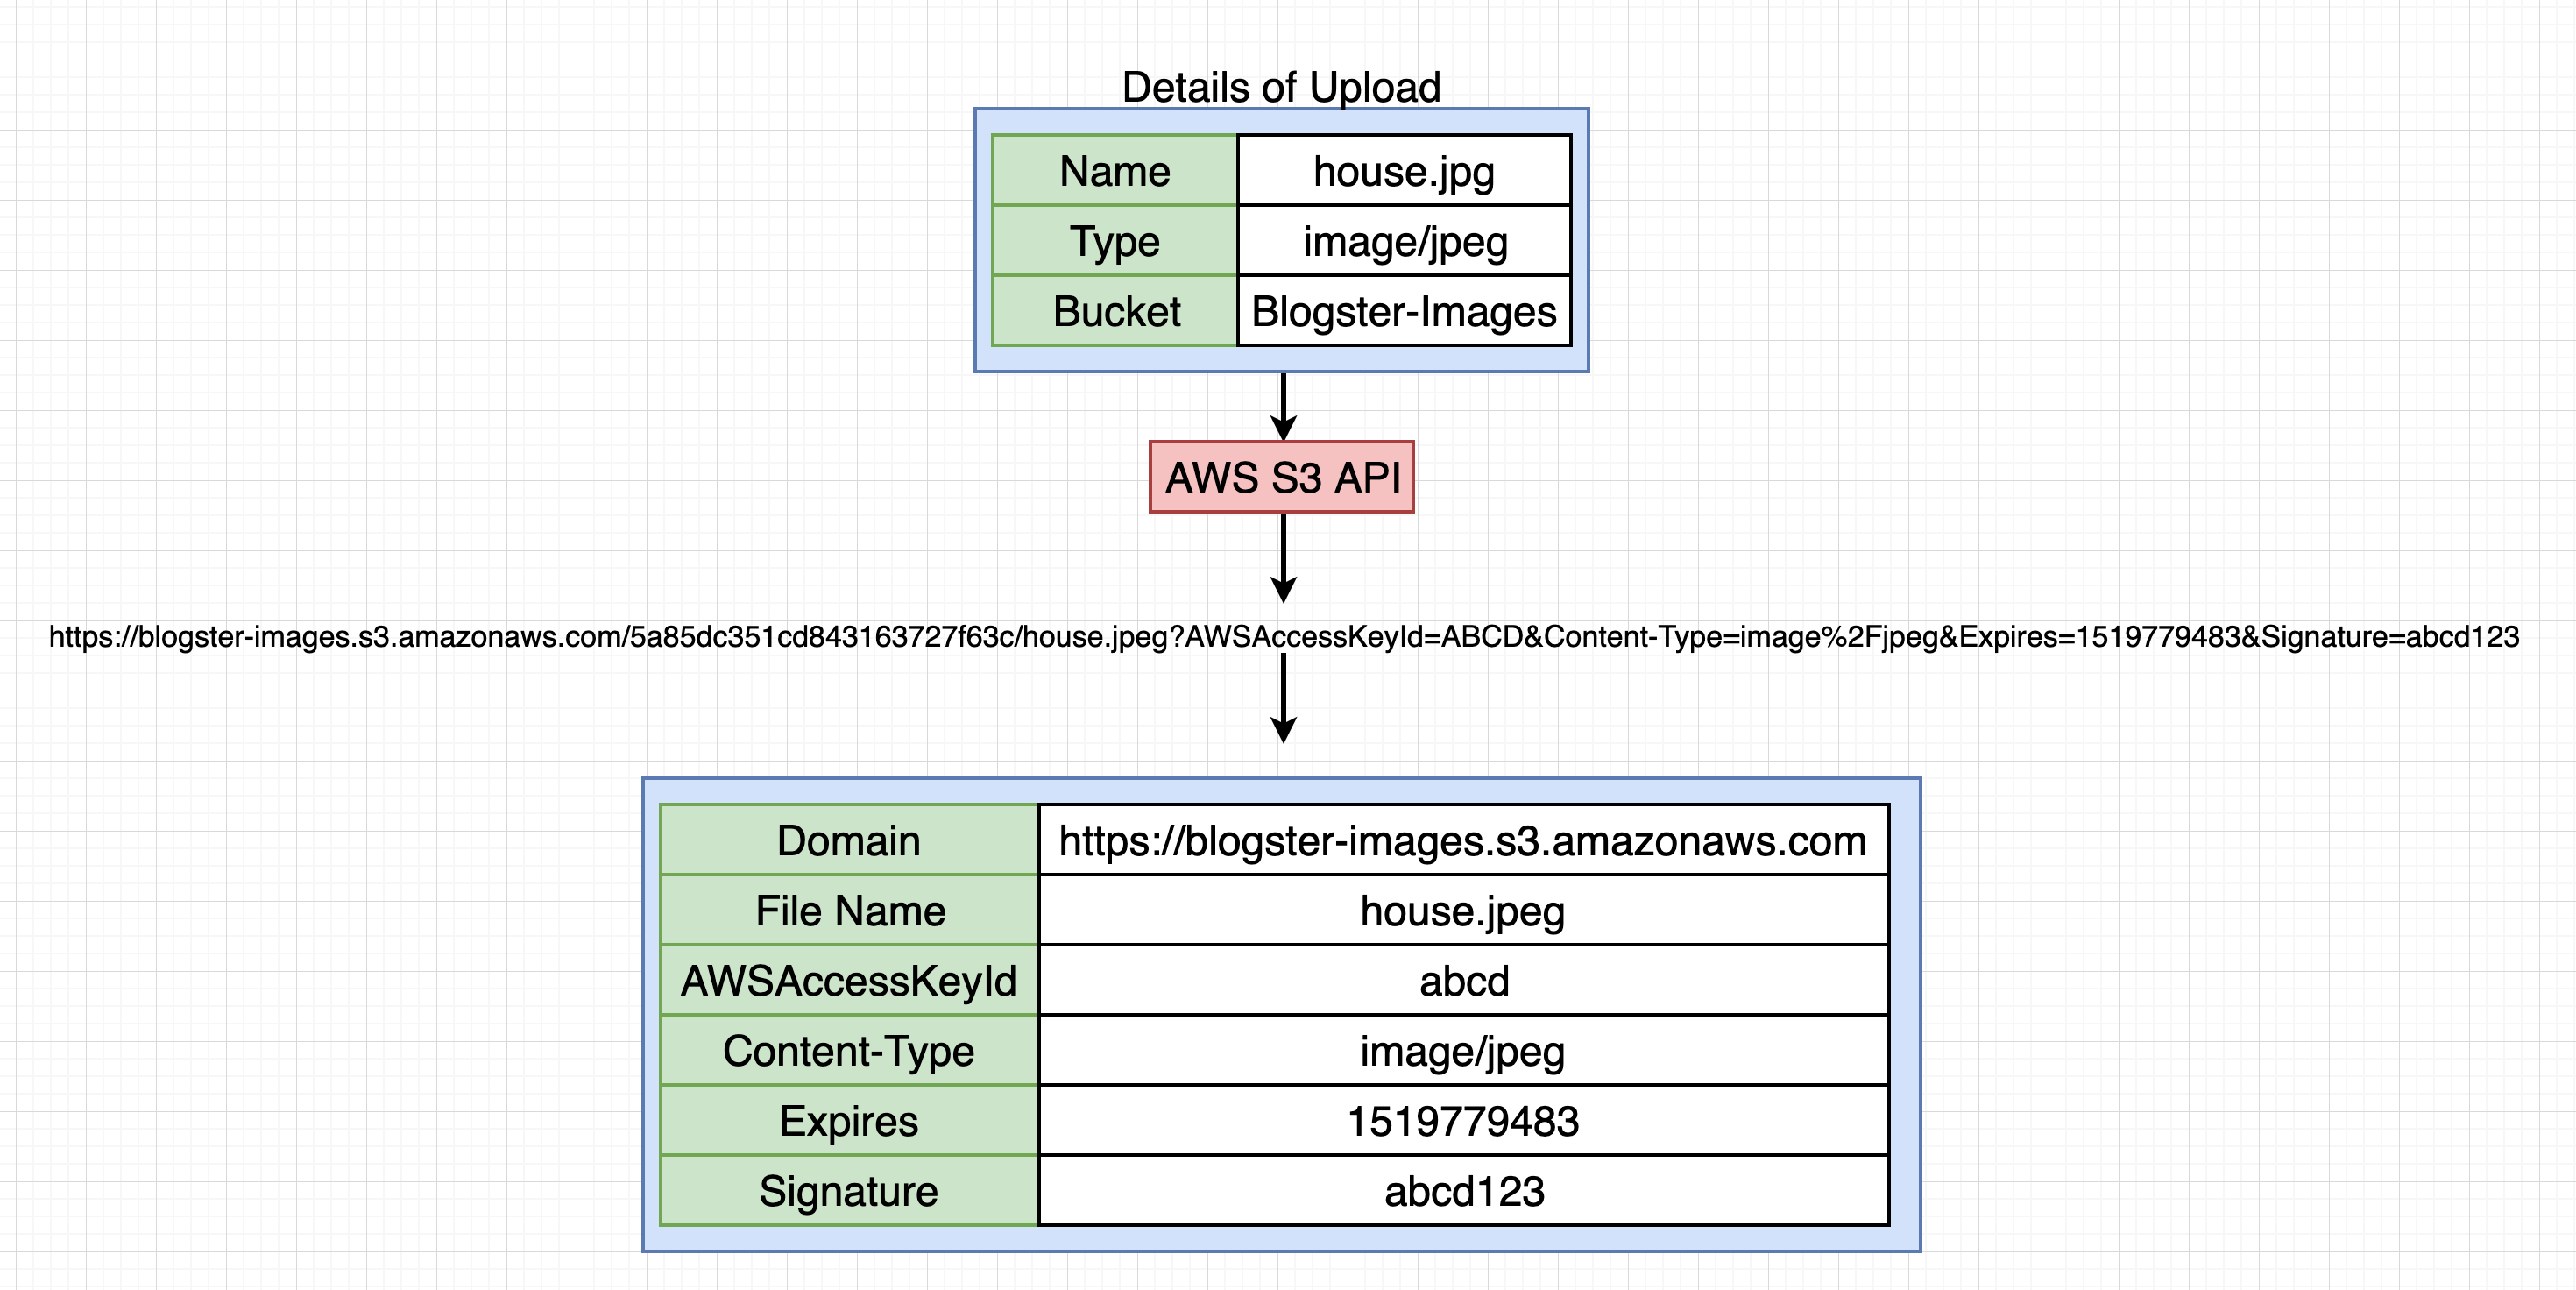 Details of Upload
Name house.jpg
Type image/jpeg
Bucket Blogster-Images
AWS S3 API
https://blogster-images.s3.amazonaws.com/5a85dc351cd843163727f63c/house.jpeg?AWSAccessKeyId=ABCD&Content-Type=image%2Fjpeg&Expires=1519779483&Signature=abcd123
Domain https://blogster-images.s3.amazonaws.com
File Name house.jpeg
AWSAccessKeyId abcd
Content-Type image/jpeg
Expires 1519779483
Signature abcd123